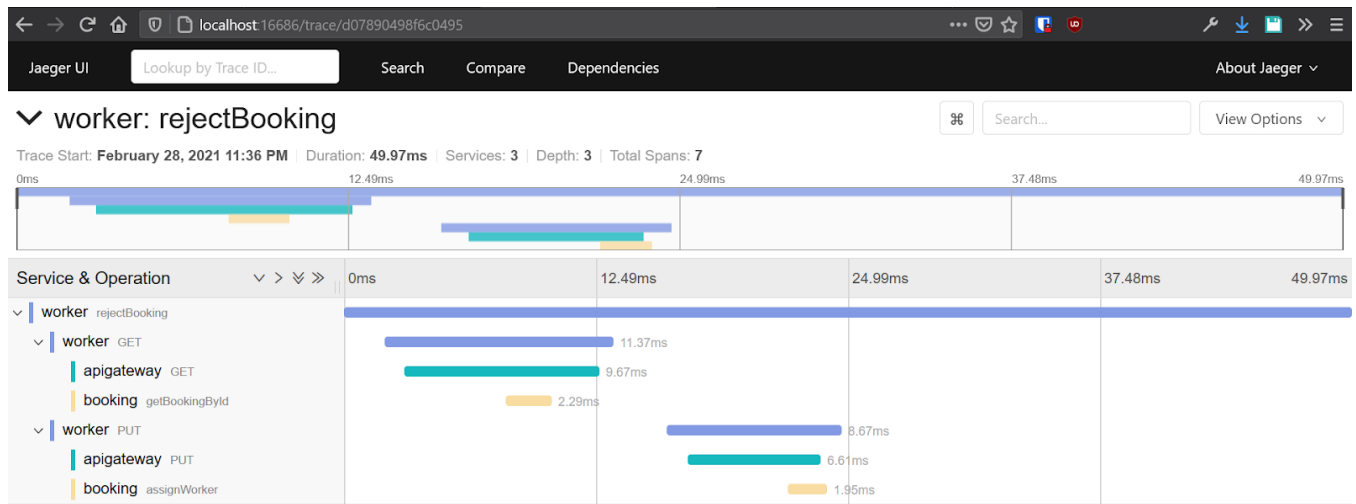 localhost:16686/trace/d07890498f6c0495
Jaeger UI Lookup by Trace ID... Search Compare Dependencies About Jaeger
worker: rejectBooking ⌘ Search... View Options
Trace Start: February 28, 2021 11:36 PM Duration: 49.97ms Services: 3 Depth: 3 Total Spans: 7
0ms 12.49ms 24.99ms 37.48ms 49.97ms
Service & Operation 0ms 12.49ms 24.99ms 37.48ms 49.97ms
worker rejectBooking
worker GET 11.37ms
apigateway GET 9.67ms
booking getBookingById 2.29ms
worker PUT 8.67ms
apigateway PUT 6.61ms
booking assignWorker 1.95ms